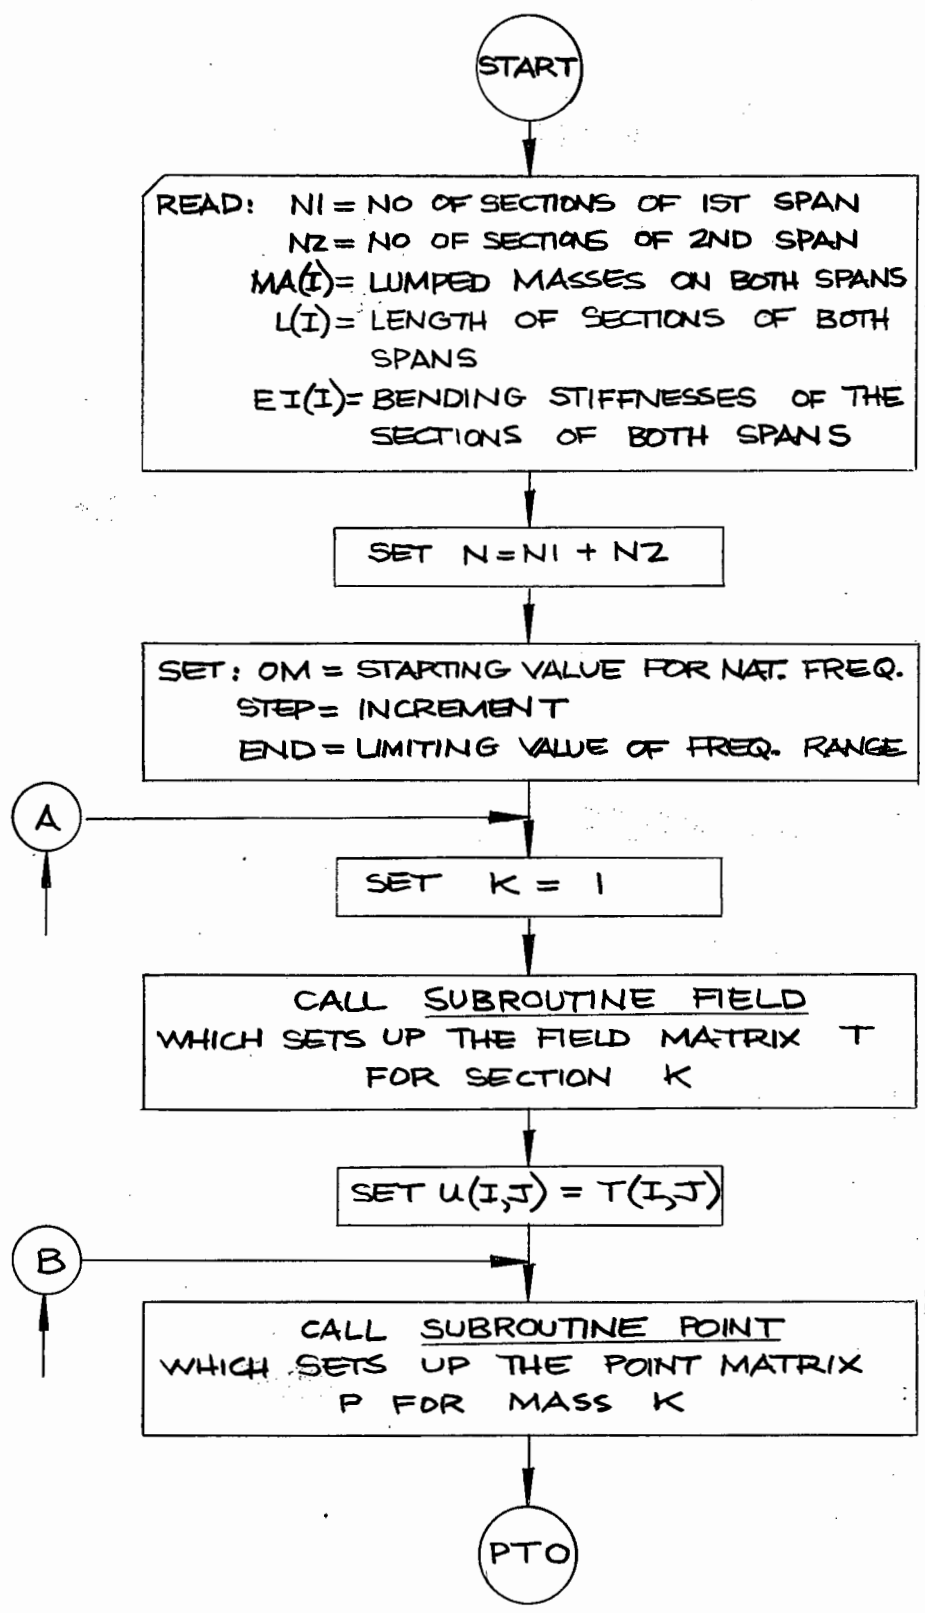 START
READ: N1 = NO OF SECTIONS OF 1ST SPAN
N2 = NO OF SECTIONS OF 2ND SPAN
MA(I) = LUMPED MASSES ON BOTH SPANS
L(I) = LENGTH OF SECTIONS OF BOTH
SPANS
EI(I) = BENDING STIFFNESSES OF THE
SECTIONS OF BOTH SPANS
SET N = N1 + N2
SET: OM = STARTING VALUE FOR NAT. FREQ.
STEP = INCREMENT
END = LIMITING VALUE OF FREQ. RANGE
A
SET K = 1
CALL SUBROUTINE FIELD
WHICH SETS UP THE FIELD MATRIX T
FOR SECTION K
SET U(I,J) = T(I,J)
B
CALL SUBROUTINE POINT
WHICH SETS UP THE POINT MATRIX
P FOR MASS K
PTO